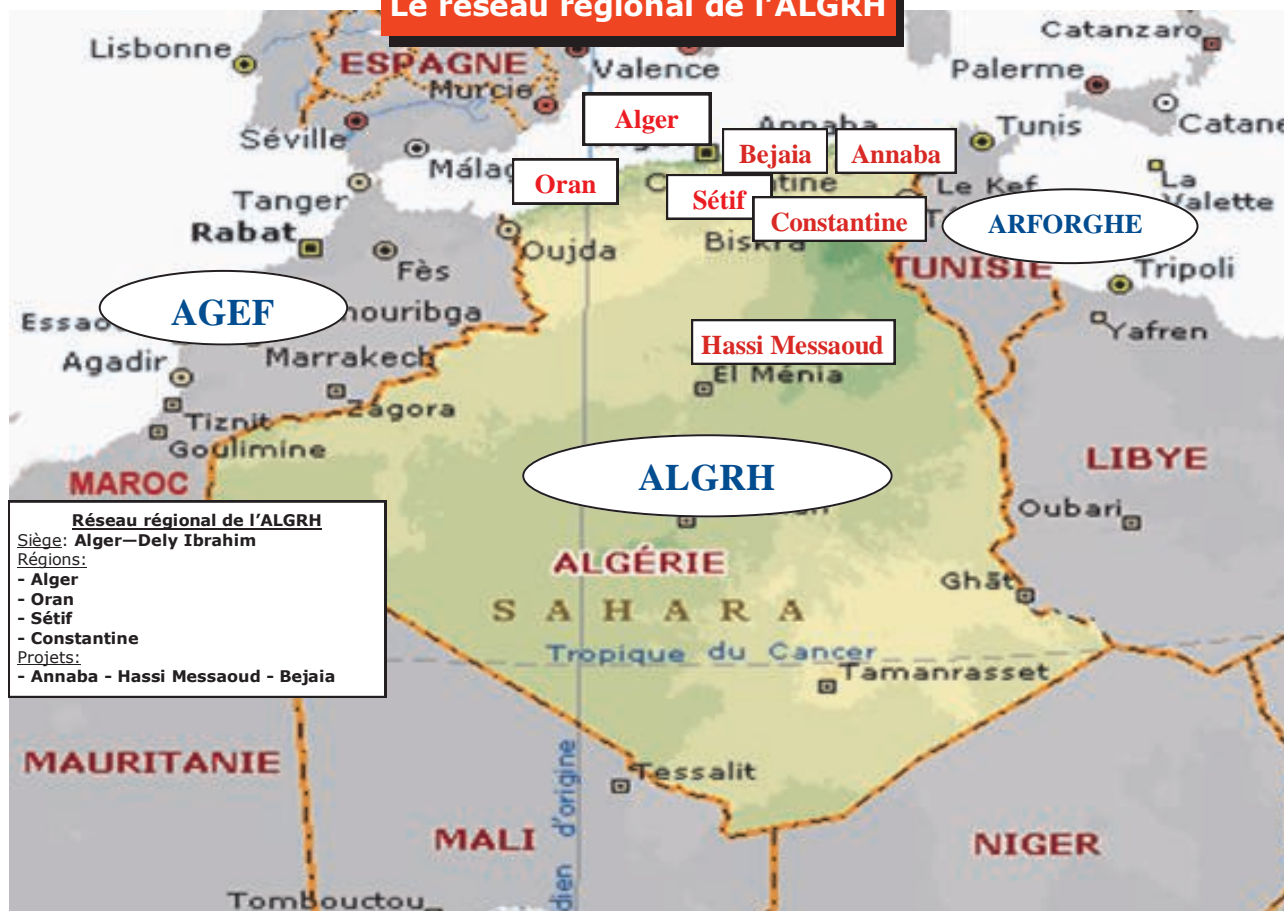 Le réseau régional de l'ALGRH
Lisbonne
ESPAGNE
Valence
Catanzaro
Palerme
Murcie
Séville
Alger
Annaba
Tunis
Catane
Bejaia
Annaba
Oran
Tanger
Sétif
Le Kef
La Valette
Rabat
Constantine
ARFORGHE
Oujda
Biskra
Fès
TUNISIE
Tripoli
AGEF
Yafren
Agadir
Marrakech
Hassi Messaoud
El Ménia
Zagora
Tiznit
Goulimine
ALGRH
LIBYE
MAROC
Oubari
Réseau régional de l'ALGRH
Siège: Alger—Dely Ibrahim
Régions:
- Alger
- Oran
- Sétif
- Constantine
Projets:
- Annaba - Hassi Messaoud - Bejaia
ALGÉRIE
Ghāt
SAHARA
Tropique du Cancer
Tamanrasset
MAURITANIE
Tessalit
d'origine
MALI
NIGER
Tombouctou